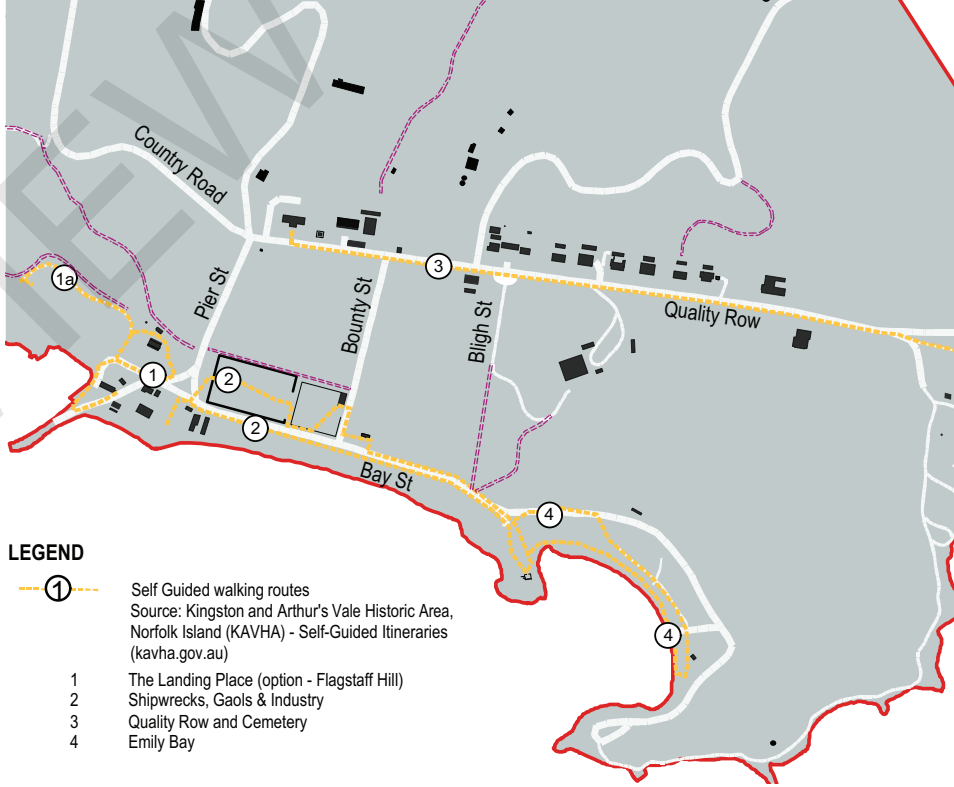 Country Road
1a
Pier St
3
Bounty St
Bligh St
Quality Row
1
2
2
Bay St
4
4
LEGEND
1
Self Guided walking routes
Source: Kingston and Arthur's Vale Historic Area,
Norfolk Island (KAVHA) - Self-Guided Itineraries
(kavha.gov.au)
1 The Landing Place (option - Flagstaff Hill)
2 Shipwrecks, Gaols & Industry
3 Quality Row and Cemetery
4 Emily Bay